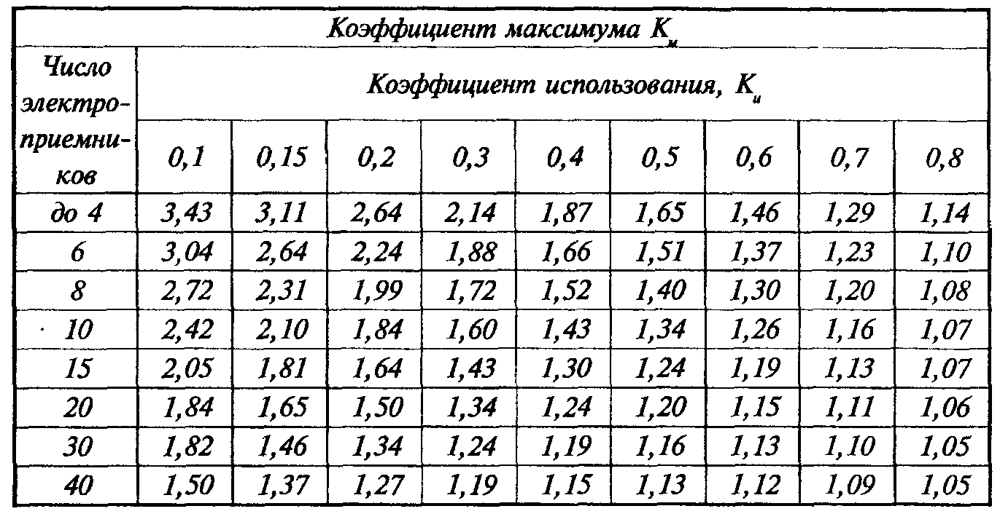 Коэффициент максимума Км
Число электро-приемни-ков
Коэффициент использования, Ки
0,1 0,15 0,2 0,3 0,4 0,5 0,6 0,7 0,8
до 4 3,43 3,11 2,64 2,14 1,87 1,65 1,46 1,29 1,14
6 3,04 2,64 2,24 1,88 1,66 1,51 1,37 1,23 1,10
8 2,72 2,31 1,99 1,72 1,52 1,40 1,30 1,20 1,08
10 2,42 2,10 1,84 1,60 1,43 1,34 1,26 1,16 1,07
15 2,05 1,81 1,64 1,43 1,30 1,24 1,19 1,13 1,07
20 1,84 1,65 1,50 1,34 1,24 1,20 1,15 1,11 1,06
30 1,82 1,46 1,34 1,24 1,19 1,16 1,13 1,10 1,05
40 1,50 1,37 1,27 1,19 1,15 1,13 1,12 1,09 1,05